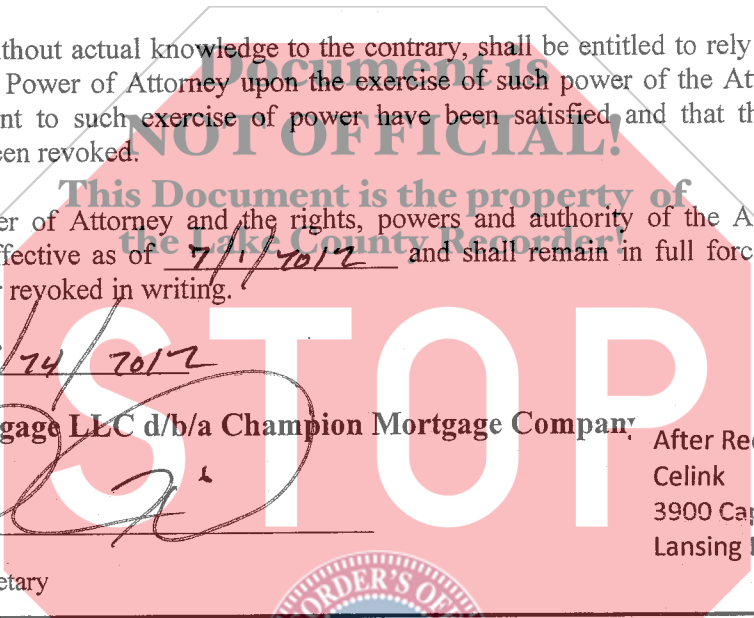 ithout actual knowledge to the contrary, shall be entitled to rely
Document is
Power of Attorney upon the exercise of such power of the At
nt to such exercise of power have been satisfied and that th
NOT OFFICIAL!
een revoked.
This Document is the property of
er of Attorney and the rights, powers and authority of the A
the Lake County Recorder!
ffective as of 7/1/2012 and shall remain in full forc
r revoked in writing.
/24/2012
STOP
gage LLC d/b/a Champion Mortgage Company
After Rec
Celink
3900 Cap
Lansing
etary
ORDER'S OF